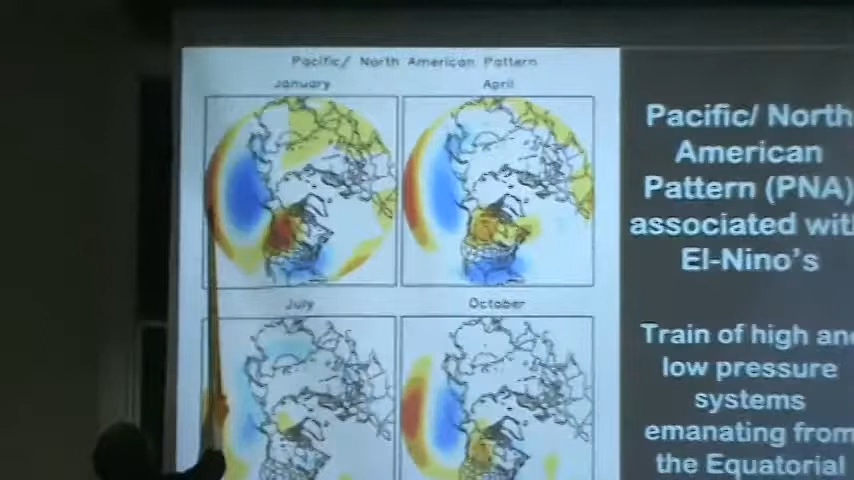 Pacific/ North American Pattern
January
April
July
October
Pacific/ North
American
Pattern (PNA)
associated with
El-Nino's
Train of high and
low pressure
systems
emanating from
the Equatorial